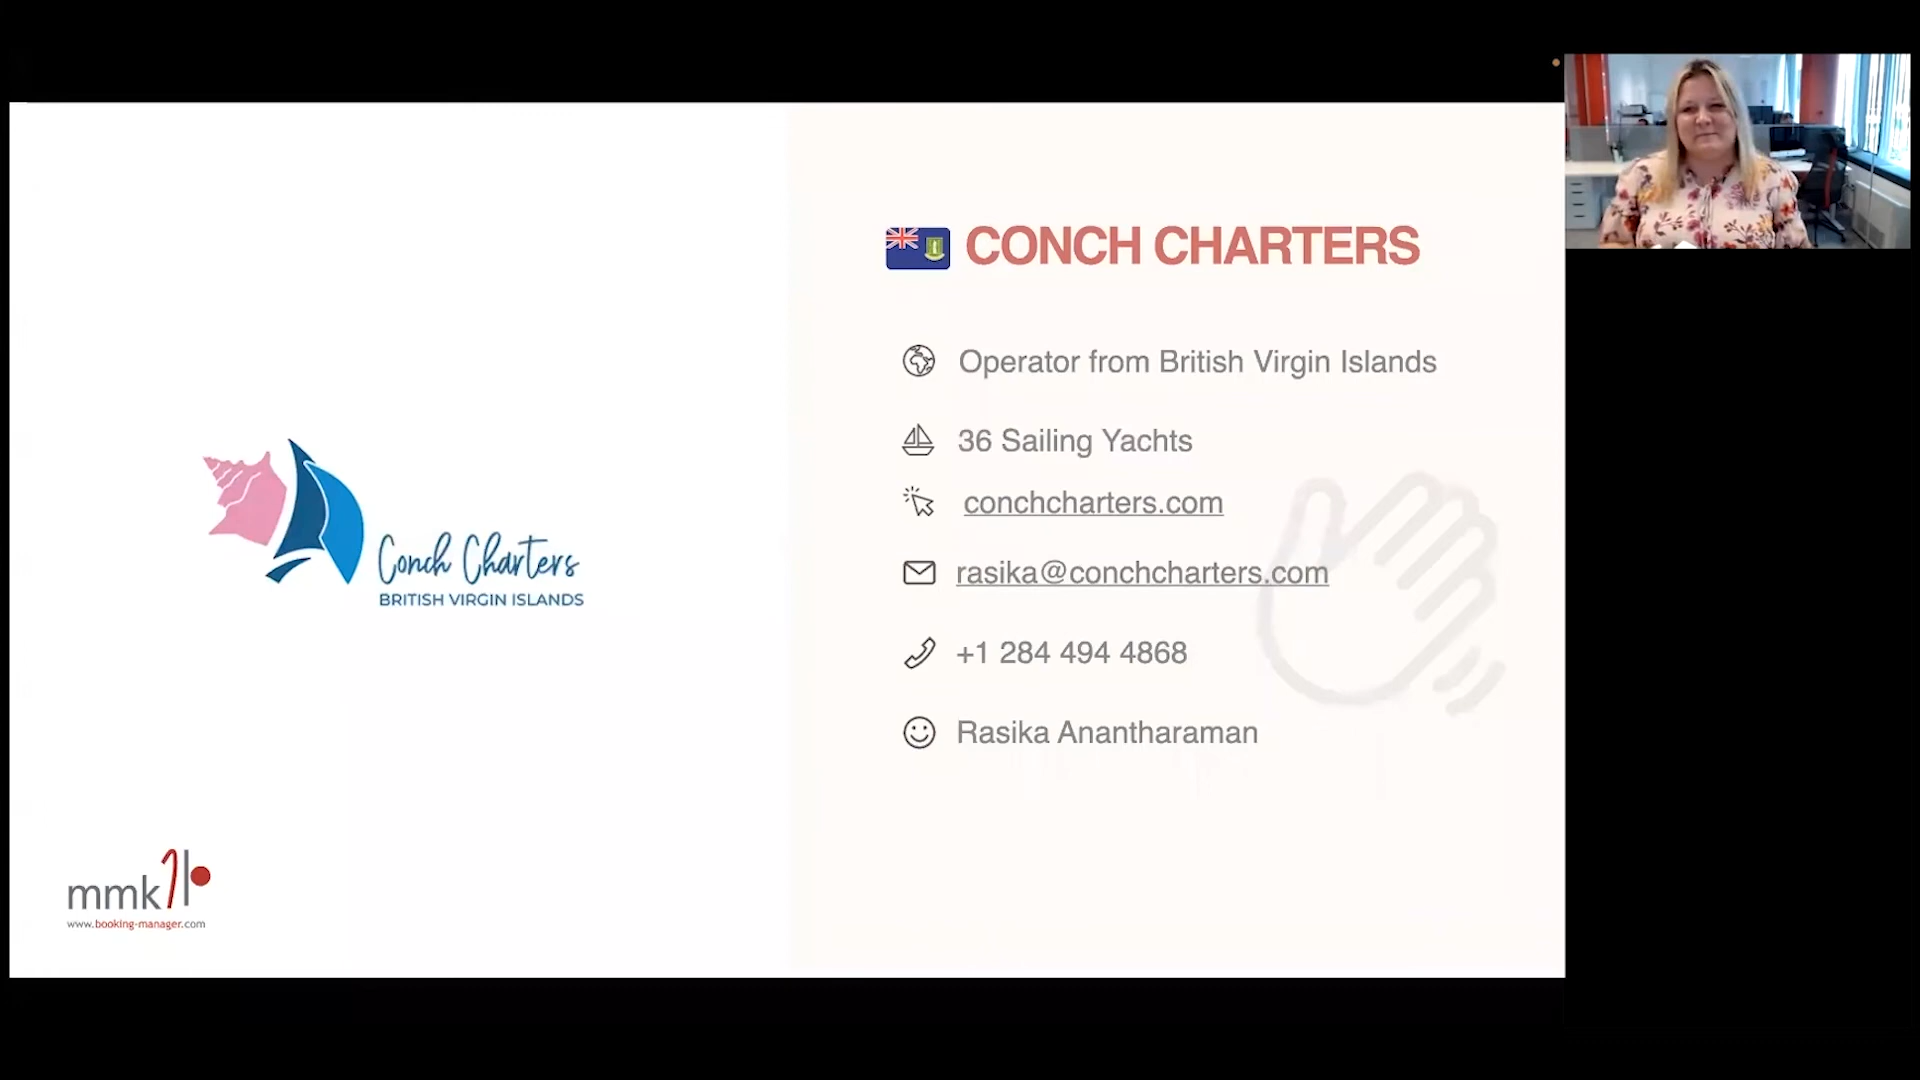 CONCH CHARTERS
Operator from British Virgin Islands
36 Sailing Yachts
conchcharters.com
rasika@conchcharters.com
+1 284 494 4868
Rasika Anantharaman
Conch Charters
BRITISH VIRGIN ISLANDS
mmk
www.booking-manager.com